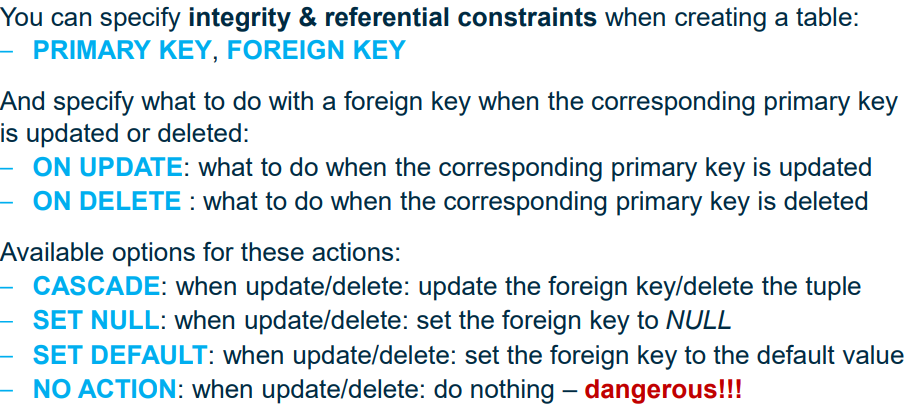 You can specify integrity & referential constraints when creating a table:
– PRIMARY KEY, FOREIGN KEY
And specify what to do with a foreign key when the corresponding primary key
is updated or deleted:
– ON UPDATE: what to do when the corresponding primary key is updated
– ON DELETE : what to do when the corresponding primary key is deleted
Available options for these actions:
– CASCADE: when update/delete: update the foreign key/delete the tuple
– SET NULL: when update/delete: set the foreign key to NULL
– SET DEFAULT: when update/delete: set the foreign key to the default value
– NO ACTION: when update/delete: do nothing – dangerous!!!